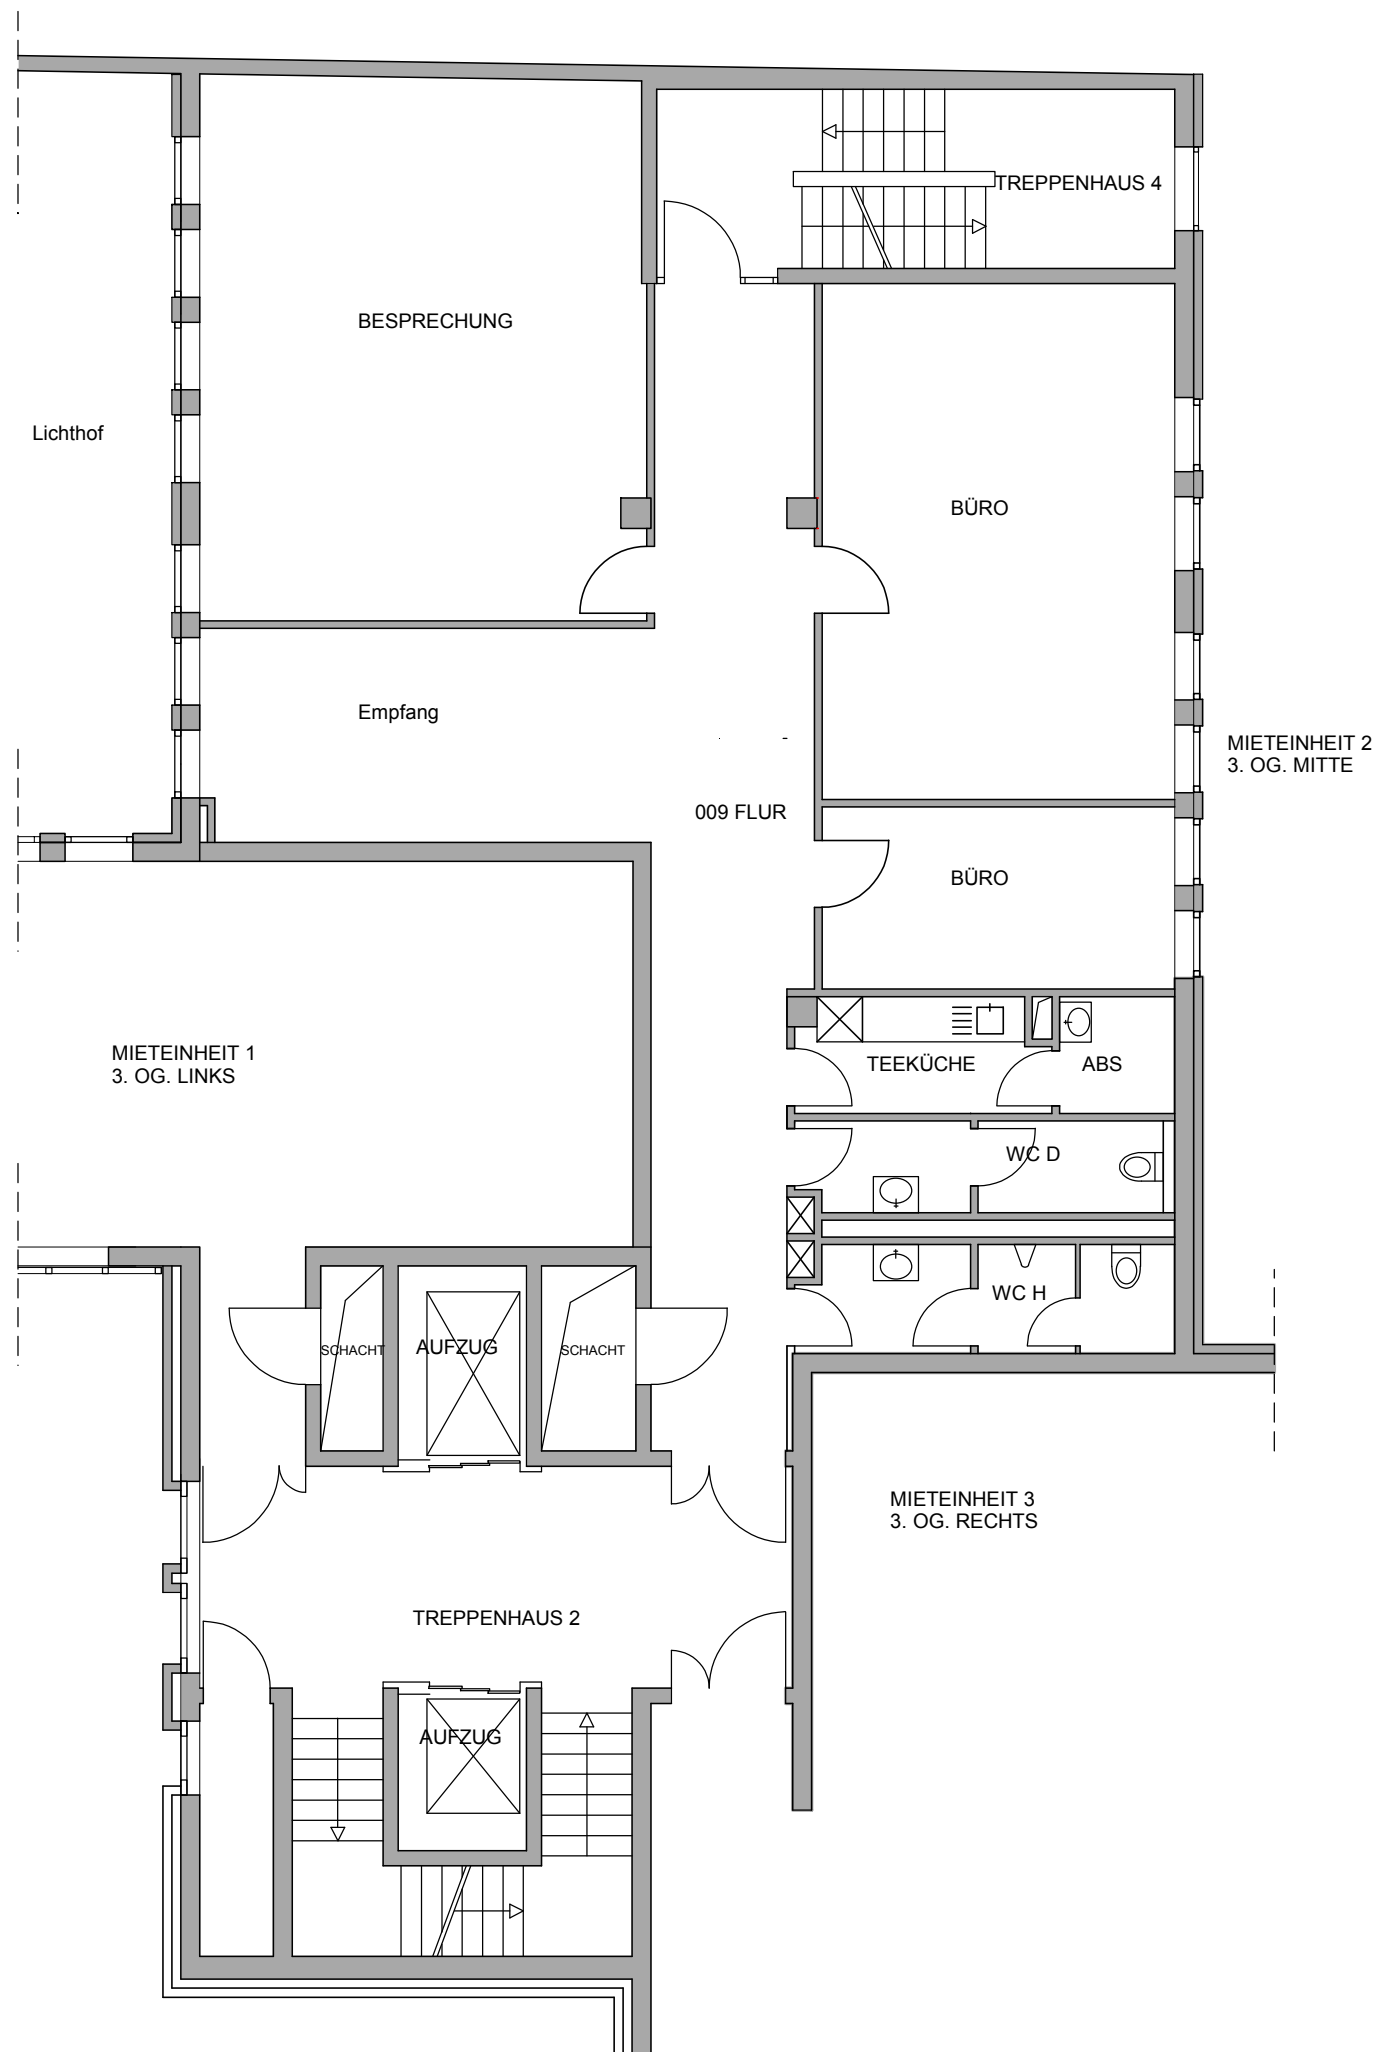 TREPPENHAUS 4
BESPRECHUNG
Lichthof
BÜRO
Empfang
MIETEINHEIT 2
3. OG. MITTE
009 FLUR
BÜRO
MIETEINHEIT 1
3. OG. LINKS
TEEKÜCHE
ABS
WC D
WC H
SCHACHT
AUFZUG
SCHACHT
MIETEINHEIT 3
3. OG. RECHTS
TREPPENHAUS 2
AUFZUG